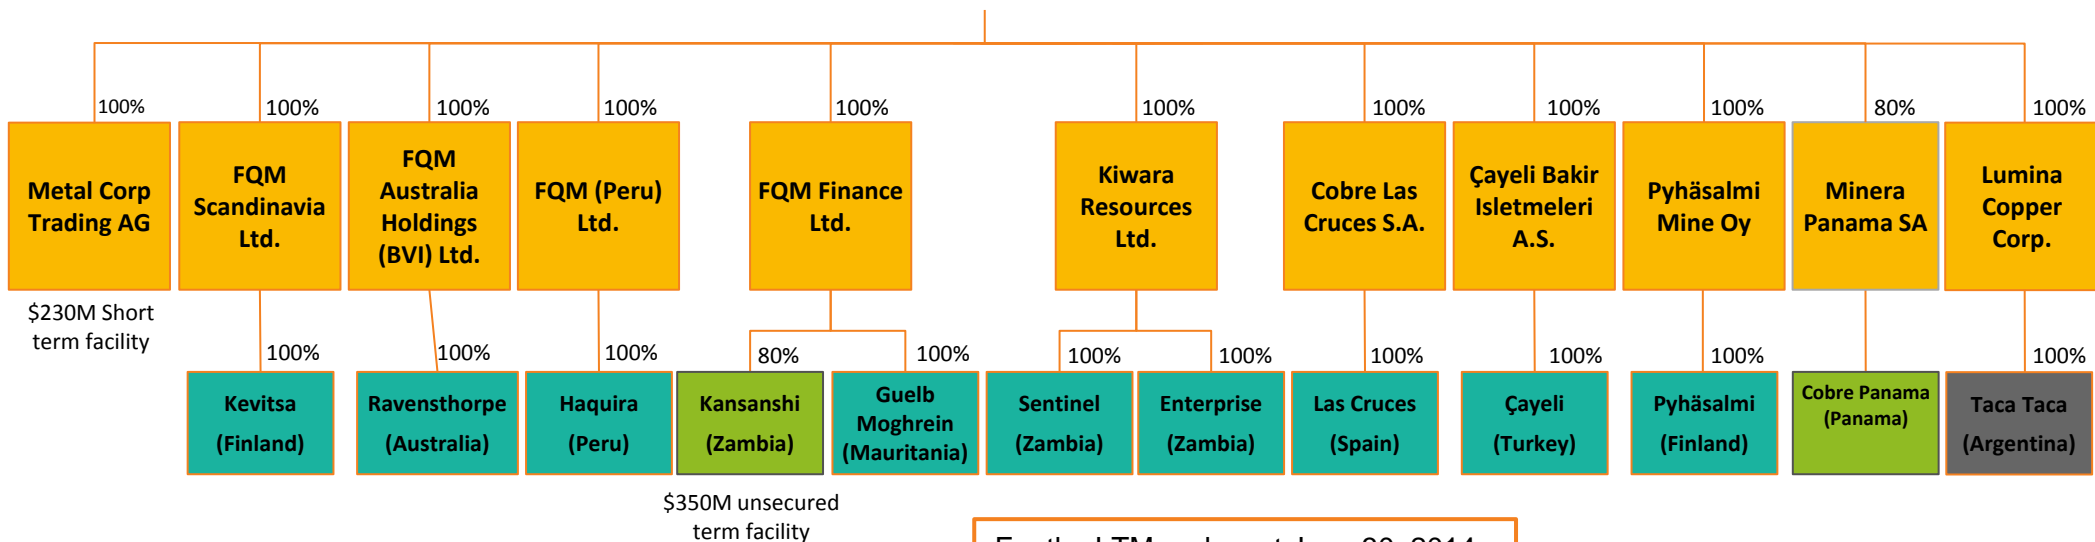 100% 100% 100% 100% 100% 100% 100% 100% 100% 80% 100%
Metal Corp
Trading AG
FQM
Scandinavia
Ltd.
FQM
Australia
Holdings
(BVI) Ltd.
FQM (Peru)
Ltd.
FQM Finance
Ltd.
Kiwara
Resources
Ltd.
Cobre Las
Cruces S.A.
Çayeli Bakir
Isletmeleri
A.S.
Pyhäsalmi
Mine Oy
Minera
Panama SA
Lumina
Copper
Corp.
$230M Short
term facility
100% 100% 100% 80% 100% 100% 100% 100% 100% 100% 100%
Kevitsa
(Finland)
Ravensthorpe
(Australia)
Haquira
(Peru)
Kansanshi
(Zambia)
Guelb
Moghrein
(Mauritania)
Sentinel
(Zambia)
Enterprise
(Zambia)
Las Cruces
(Spain)
Çayeli
(Turkey)
Pyhäsalmi
(Finland)
Cobre Panama
(Panama)
Taca Taca
(Argentina)
$350M unsecured
term facility